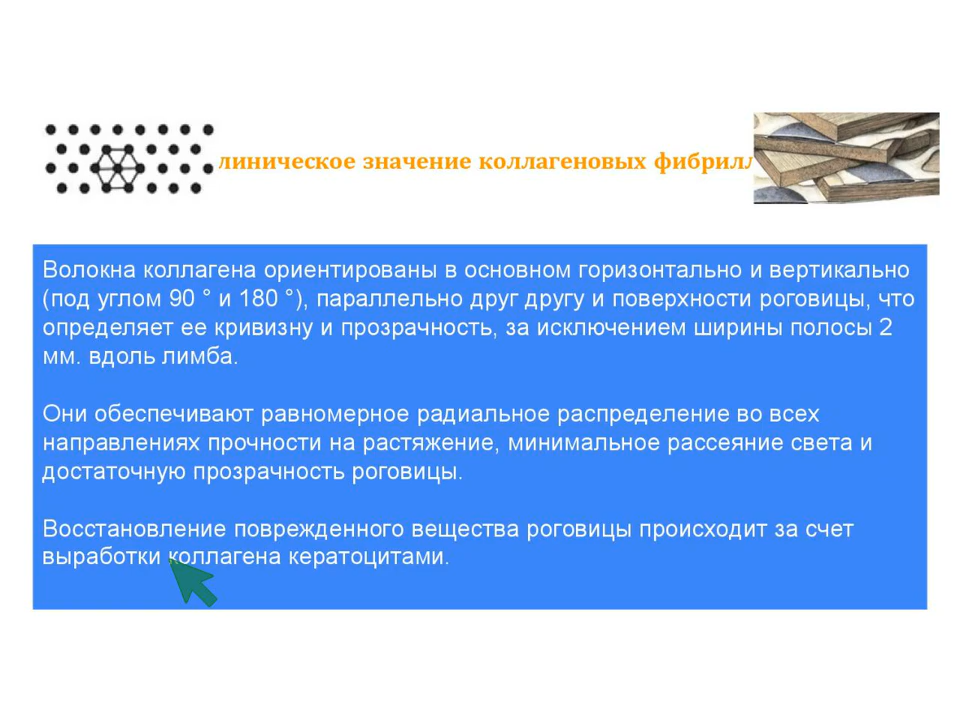 линическое значение коллагеновых фибрилл
Волокна коллагена ориентированы в основном горизонтально и вертикально
(под углом 90 ° и 180 °), параллельно друг другу и поверхности роговицы, что
определяет ее кривизну и прозрачность, за исключением ширины полосы 2
мм. вдоль лимба.
Они обеспечивают равномерное радиальное распределение во всех
направлениях прочности на растяжение, минимальное рассеяние света и
достаточную прозрачность роговицы.
Восстановление поврежденного вещества роговицы происходит за счет
выработки коллагена кератоцитами.